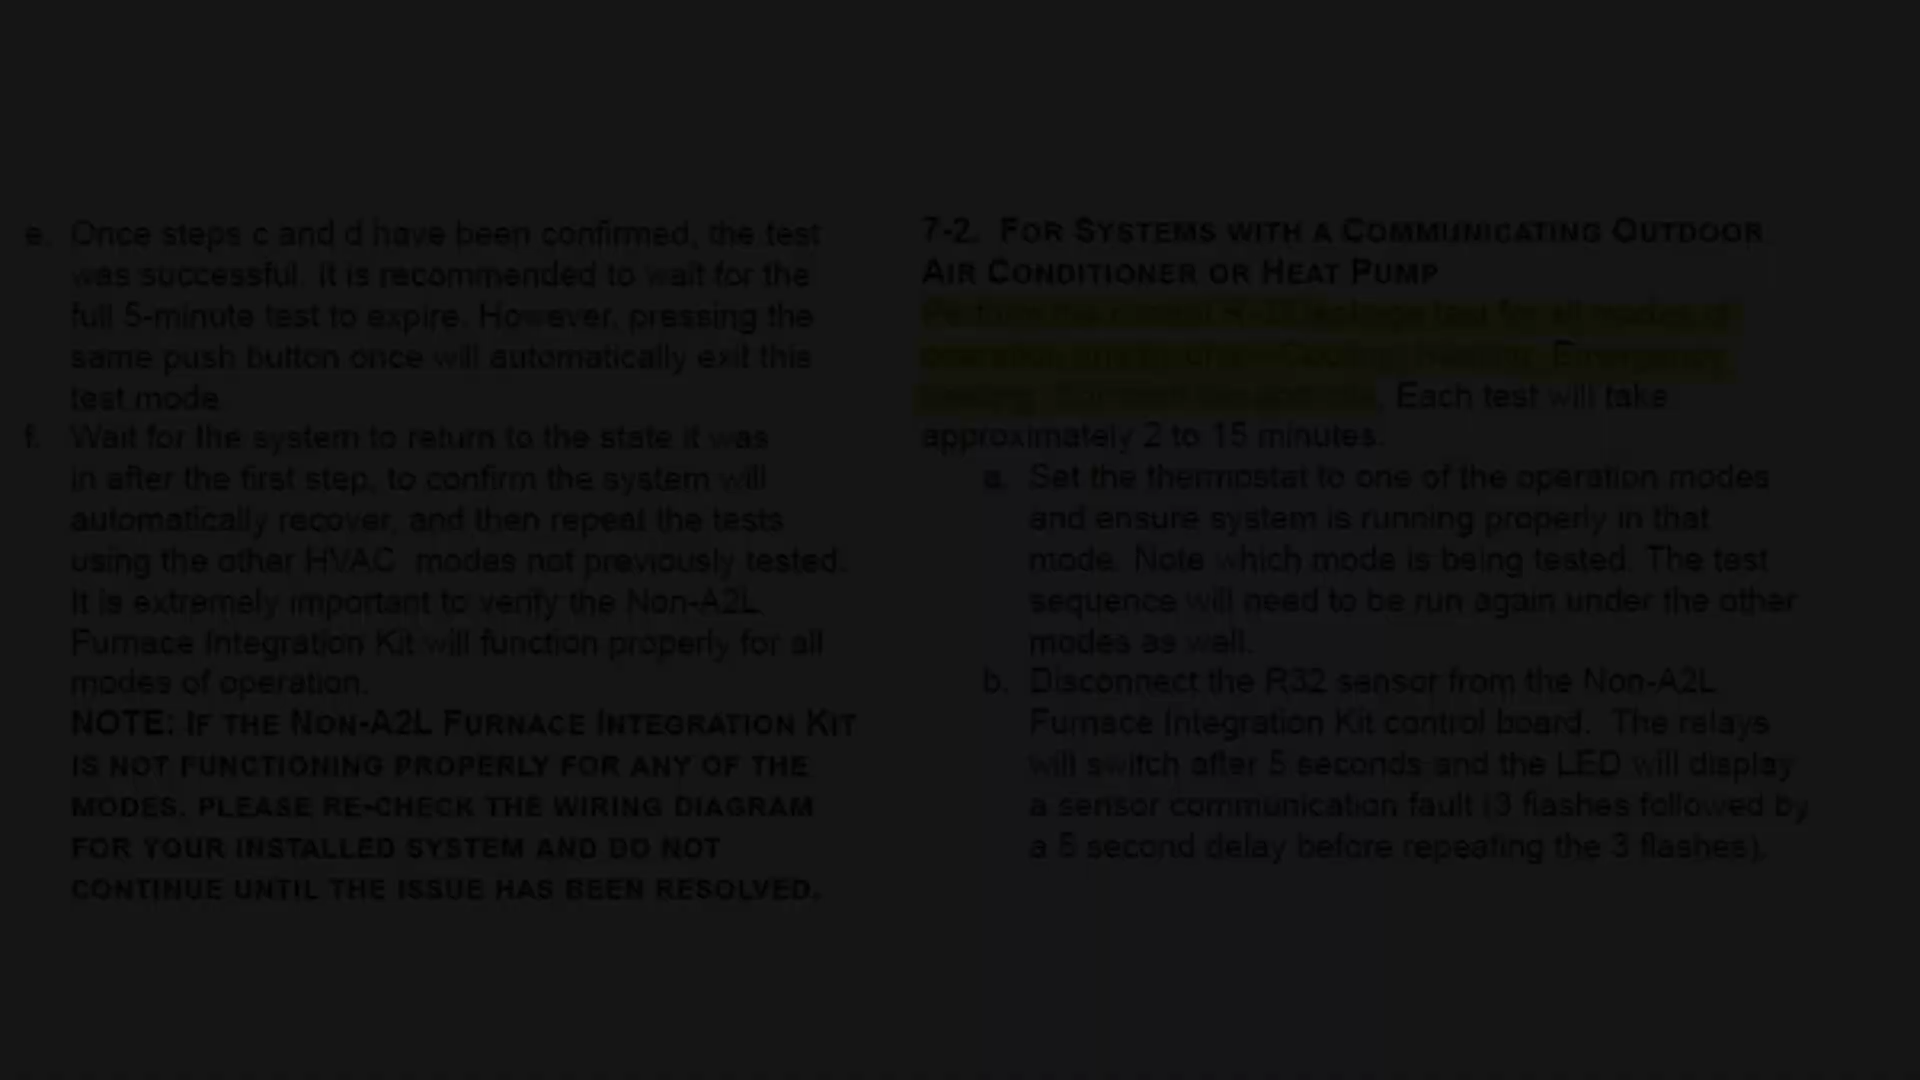 e. Once steps c and d have been confirmed, the test
was successful. It is recommended to wait for the
full 5-minute test to expire. However, pressing the
same push button once will automatically exit this
test mode.
f. Wait for the system to return to the state it was
in after the first step, to confirm the system will
automatically recover, and then repeat the tests
using the other HVAC modes not previously tested.
It is extremely important to verify the Non-A2L
Furnace Integration Kit will function properly for all
modes of operation.
NOTE: IF THE NON-A2L FURNACE INTEGRATION KIT
IS NOT FUNCTIONING PROPERLY FOR ANY OF THE
MODES, PLEASE RE-CHECK THE WIRING DIAGRAM
FOR YOUR INSTALLED SYSTEM AND DO NOT
CONTINUE UNTIL THE ISSUE HAS BEEN RESOLVED.
7-2. FOR SYSTEMS WITH A COMMUNICATING OUTDOOR
AIR CONDITIONER OR HEAT PUMP
leakage test for all modes of
Cooling, Heating, Emergency
Heating, Each test will take
approximately 2 to 15 minutes.
a. Set the thermostat to one of the operation modes
and ensure system is running properly in that
mode. Note which mode is being tested. The test
sequence will need to be run again under the other
modes as well.
b. Disconnect the R32 sensor from the Non-A2L
Furnace Integration Kit control board. The relays
will switch after 5 seconds and the LED will display
a sensor communication fault (3 flashes followed by
a 5 second delay before repeating the 3 flashes).